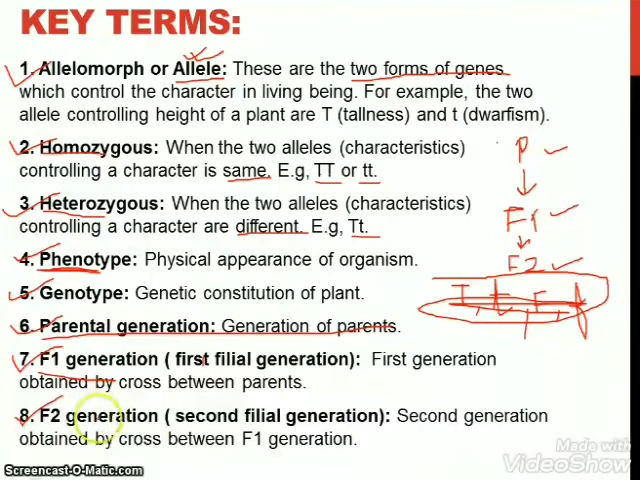 KEY TERMS:
1. Allelomorph or Allele: These are the two forms of genes
which control the character in living being. For example, the two
allele controlling height of a plant are T (tallness) and t (dwarfism).
2. Homozygous: When the two alleles (characteristics)
controlling a character is same. E.g, TT or tt.
3. Heterozygous: When the two alleles (characteristics)
controlling a character are different. E.g, Tt.
4. Phenotype: Physical appearance of organism.
5. Genotype: Genetic constitution of plant.
6. Parental generation: Generation of parents.
7. F1 generation ( first filial generation): First generation
obtained by cross between parents.
8. F2 generation ( second filial generation): Second generation
obtained by cross between F1 generation.
P
F1
F2
Made with
VideoShow
Screencast-O-Matic.com